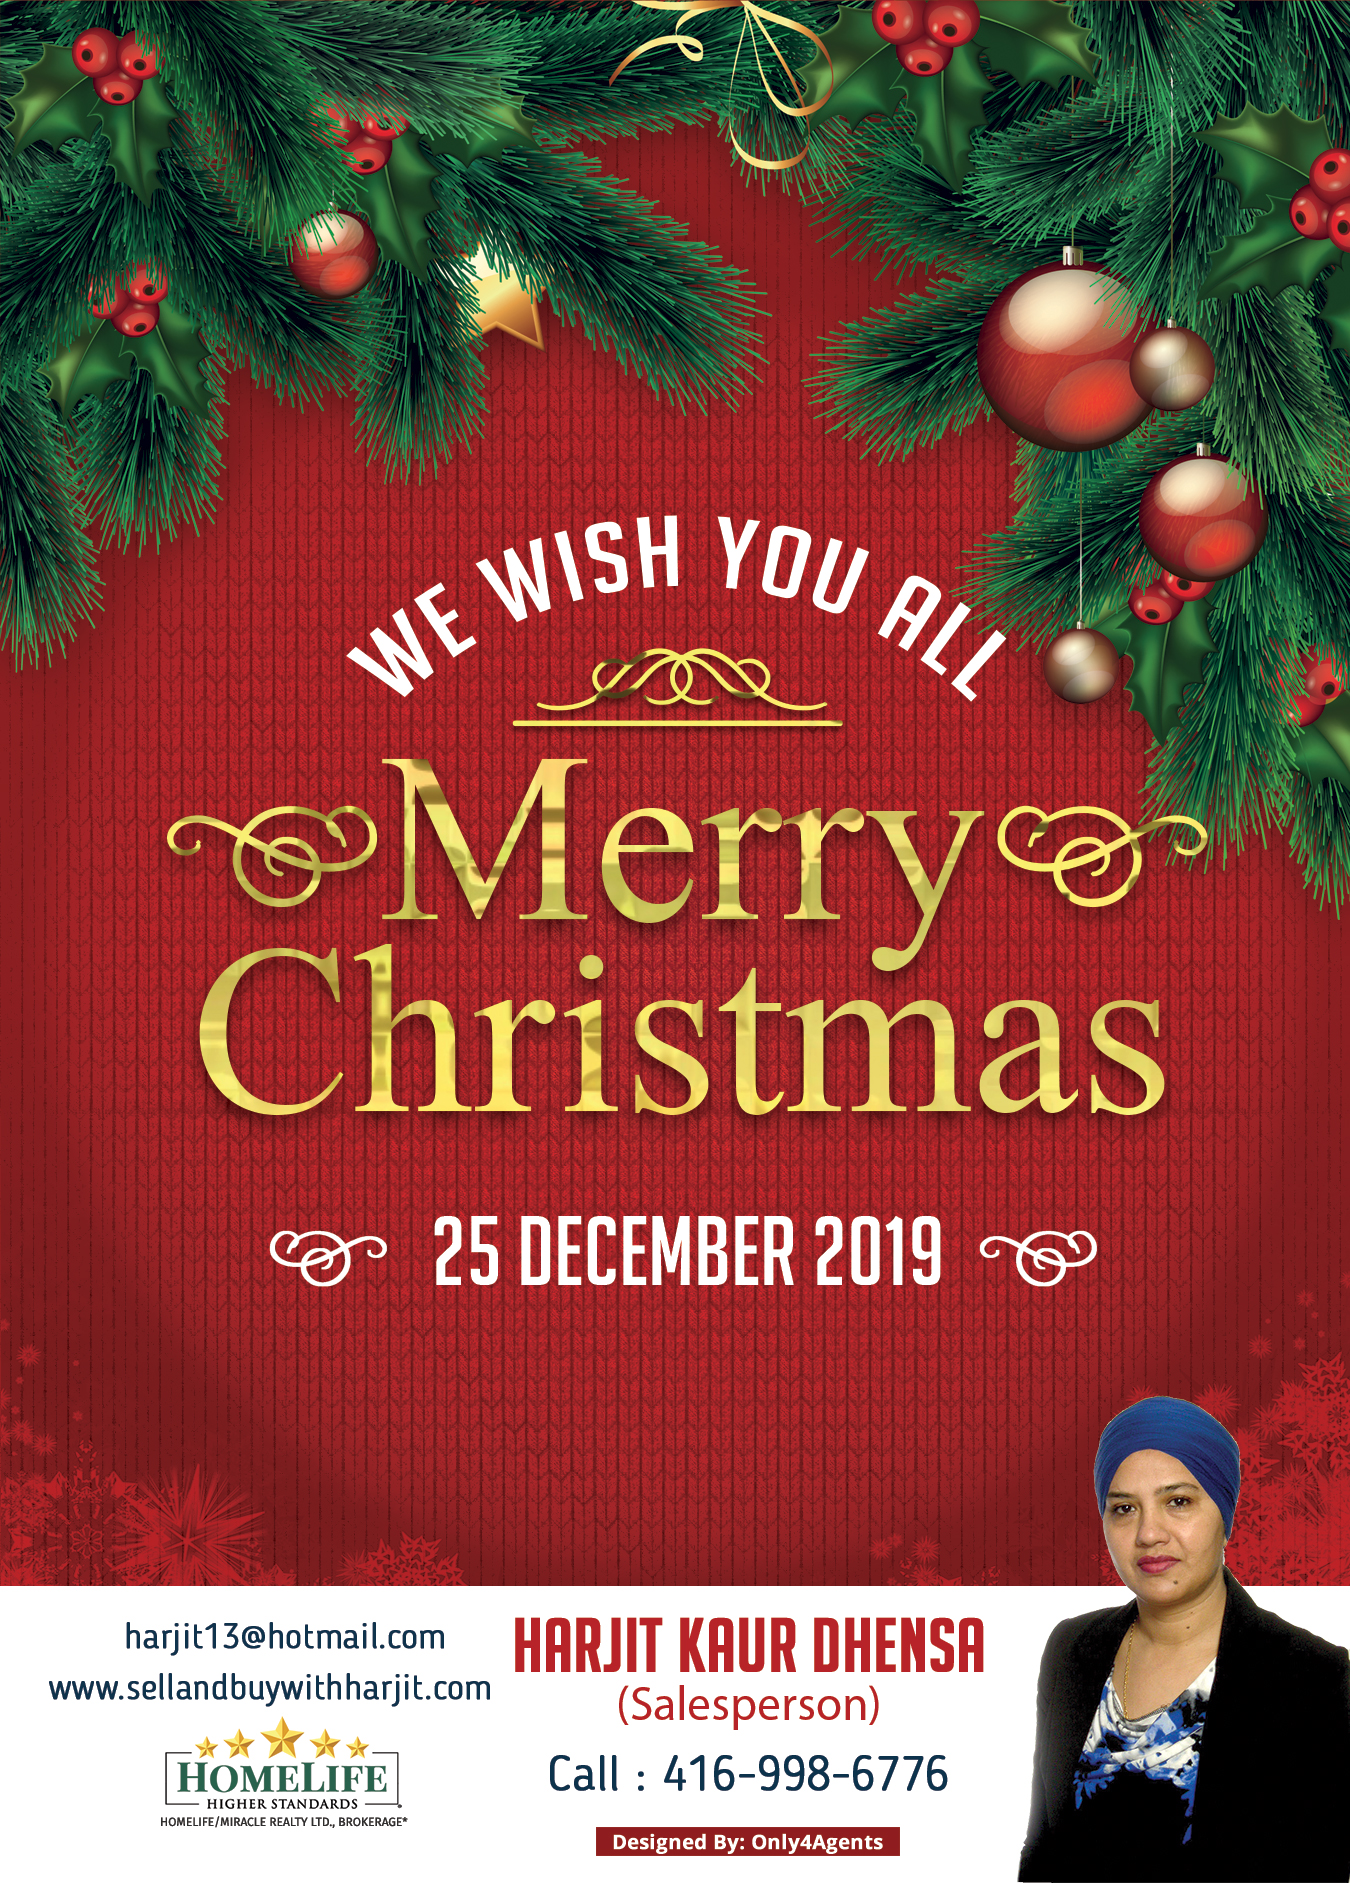 WE WISH YOU ALL
Merry
Christmas
25 DECEMBER 2019
harjit13@hotmail.com
www.sellandbuywithharjit.com
HOMELIFE
HIGHER STANDARDS
HOMELIFE/MIRACLE REALTY LTD., BROKERAGE*
HARJIT KAUR DHENSA
(Salesperson)
Call : 416-998-6776
Designed By: Only4Agents